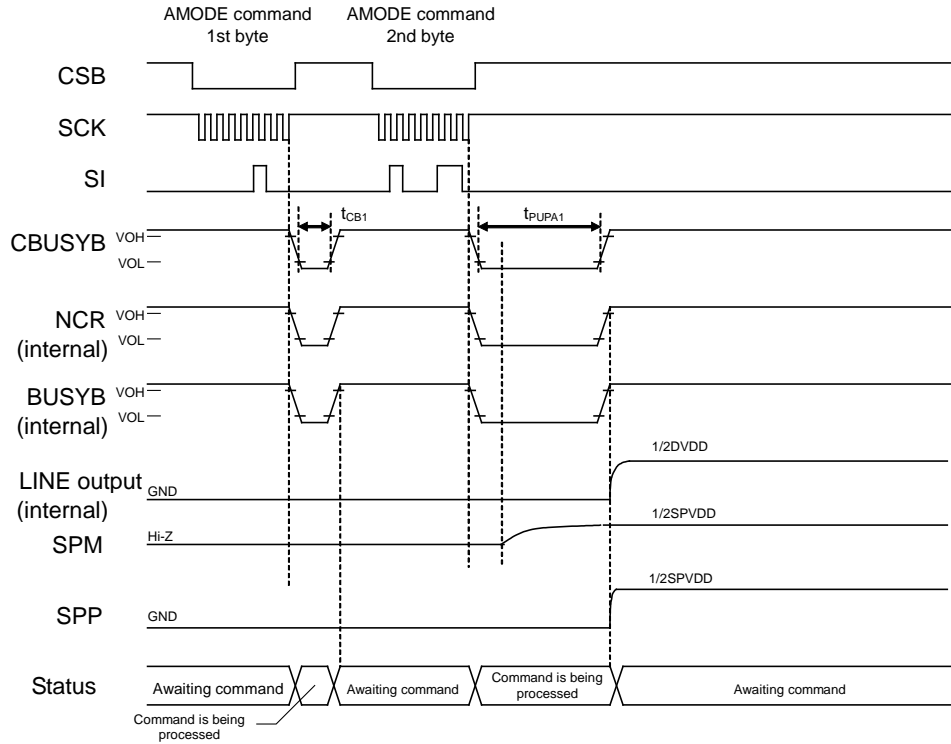 AMODE command
1st byte
AMODE command
2nd byte
CSB
SCK
SI
tCB1
tPUPA1
CBUSYB
VOH
VOL
NCR
(internal)
VOH
VOL
BUSYB
(internal)
VOH
VOL
LINE output
(internal)
GND
1/2DVDD
SPM
Hi-Z
1/2SPVDD
SPP
GND
1/2SPVDD
Status
Awaiting command
Awaiting command
Command is being
processed
Awaiting command
Command is being
processed